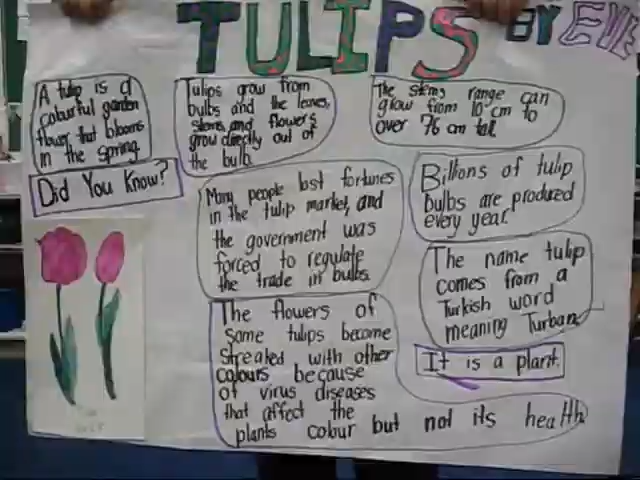 TULIPS BY EVE
A tulip is a
colourful garden
flower that blooms
in the spring.
Did You Know?
Tulips grow from
bulbs and the leaves,
stems and flowers
grow directly out of
the bulb.
The stems range can
grow from 10 cm to
over 76 cm tall.
Many people lost fortunes
in the tulip market, and
the government was
forced to regulate
the trade in bulbs.
Billions of tulip
bulbs are produced
every year.
The name tulip
comes from a
Turkish word
meaning Turban.
It is a plant.
The flowers of
some tulips become
streaked with other
colours because
of virus diseases
that affect the
plants colour but not its health